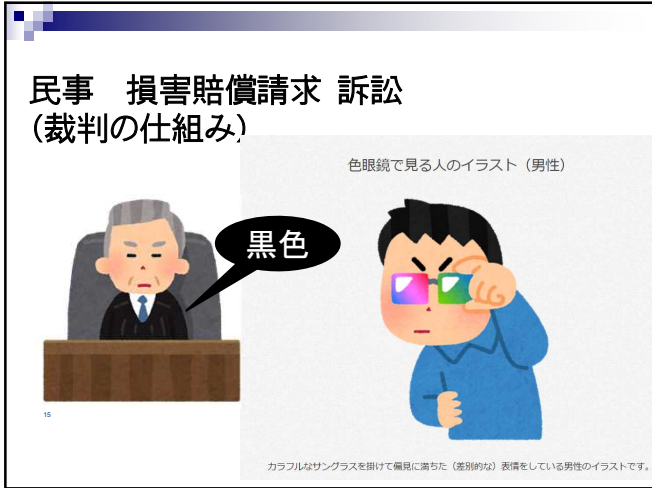 民事　損害賠償請求 訴訟
(裁判の仕組み)
色眼鏡で見る人のイラスト（男性）
黒色
15
カラフルなサングラスを掛けて偏見に満ちた（差別的な）表情をしている男性のイラストです。